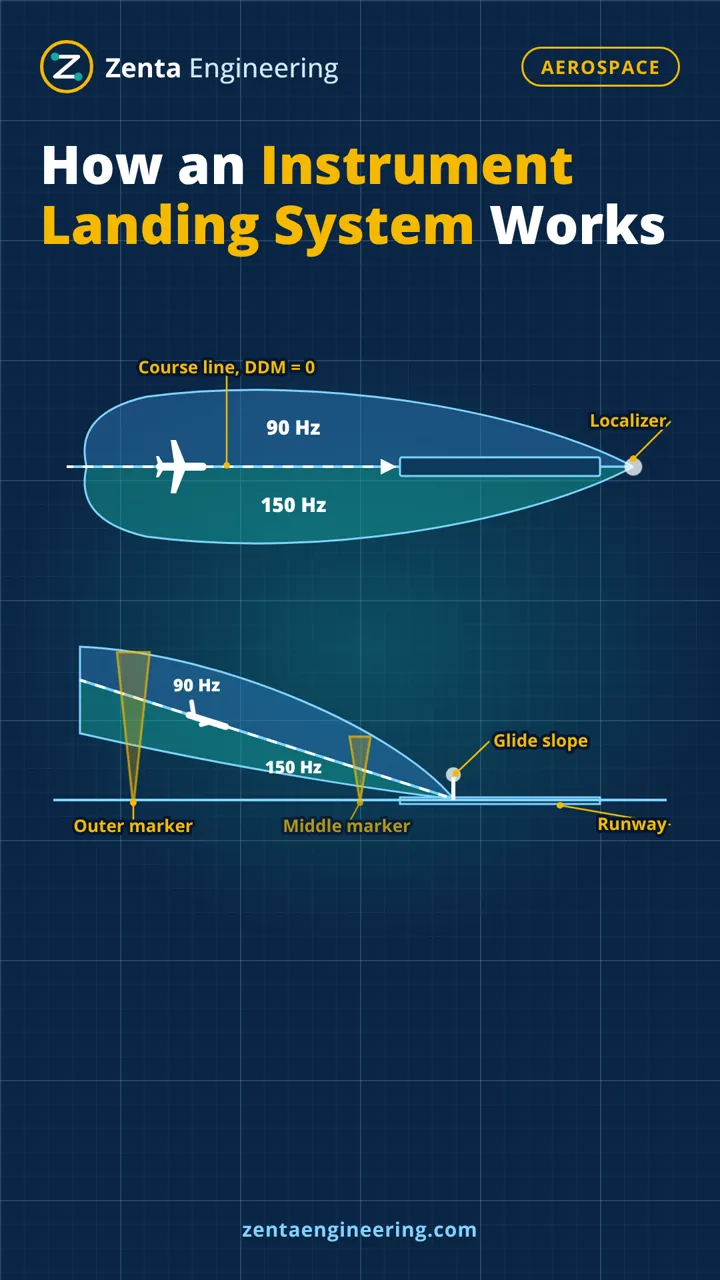 Zenta Engineering
AEROSPACE
How an Instrument
Landing System Works
Course line, DDM = 0
90 Hz
Localizer
150 Hz
90 Hz
Glide slope
150 Hz
Outer marker
Middle marker
Runway
zentaengineering.com